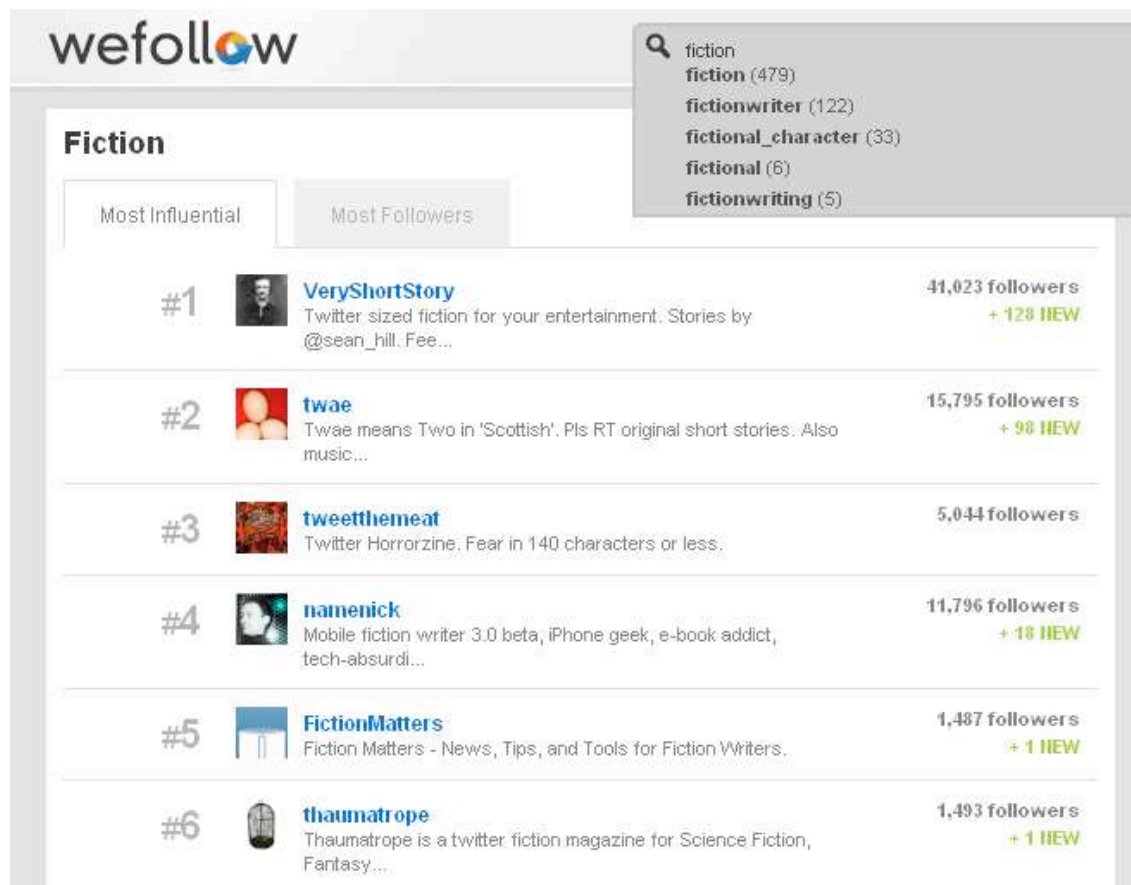 wefollow
fiction
fiction (479)
fictionwriter (122)
fictional_character (33)
fictional (6)
fictionwriting (5)
Fiction
Most Influential
Most Followers
#1
VeryShortStory
Twitter sized fiction for your entertainment. Stories by
@sean_hill. Fee...
41,023 followers
+ 128 NEW
#2
twae
Twae means Two in 'Scottish'. Pls RT original short stories. Also
music...
15,795 followers
+ 98 NEW
#3
tweetthemeat
Twitter Horrorzine. Fear in 140 characters or less.
5,044 followers
#4
namenick
Mobile fiction writer 3.0 beta, iPhone geek, e-book addict,
tech-absurdi...
11,796 followers
+ 18 NEW
#5
FictionMatters
Fiction Matters - News, Tips, and Tools for Fiction Writers.
1,487 followers
+ 1 NEW
#6
thaumatrope
Thaumatrope is a twitter fiction magazine for Science Fiction,
Fantasy...
1,493 followers
+ 1 NEW